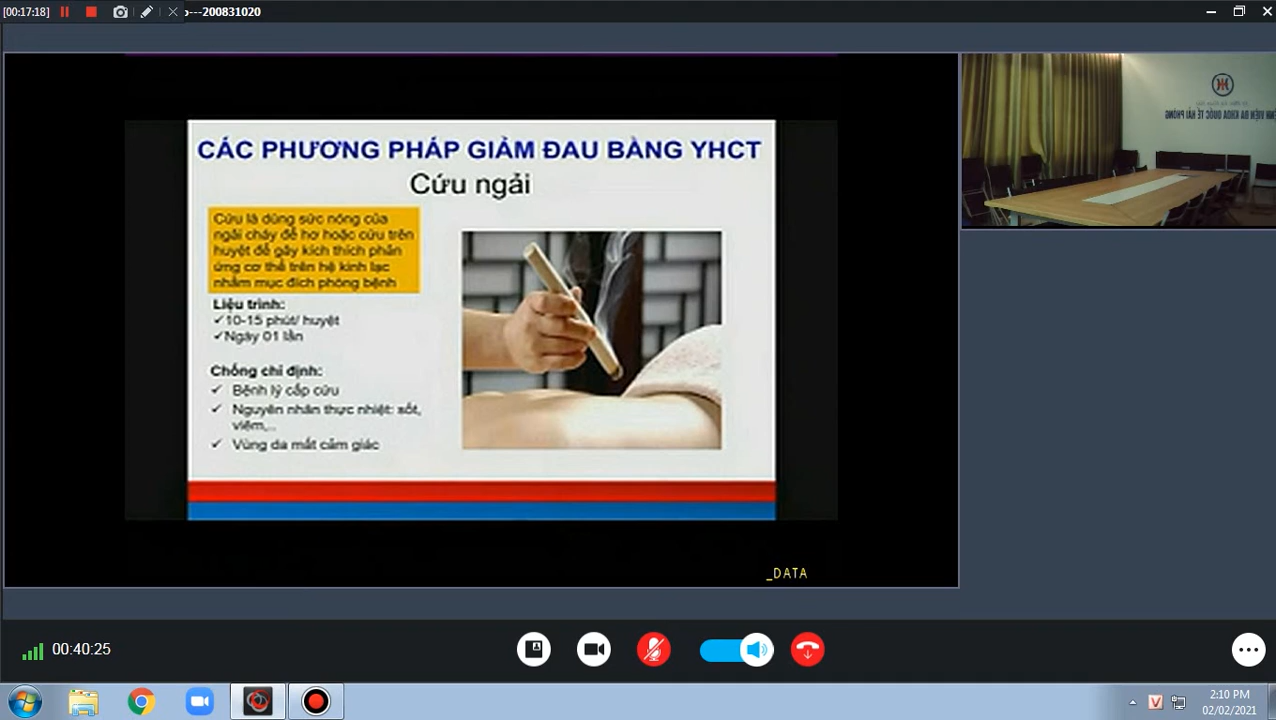 [00:17:18]
---200831020
CÁC PHƯƠNG PHÁP GIẢM ĐAU BẰNG YHCT
Cứu ngải
Cứu là dùng sức nóng của
ngải cháy để hơ hoặc cứu trên
huyệt để gây kích thích phản
ứng cơ thể trên hệ kinh lạc
nhằm mục đích phòng bệnh
Liệu trình:
✓10-15 phút/ huyệt
✓Ngày 01 lần
Chống chỉ định:
✓ Bệnh lý cấp cứu
✓ Nguyên nhân thực nhiệt: sốt,
viêm,..
✓ Vùng da mất cảm giác
_DATA
00:40:25
2:10 PM
02/02/2021